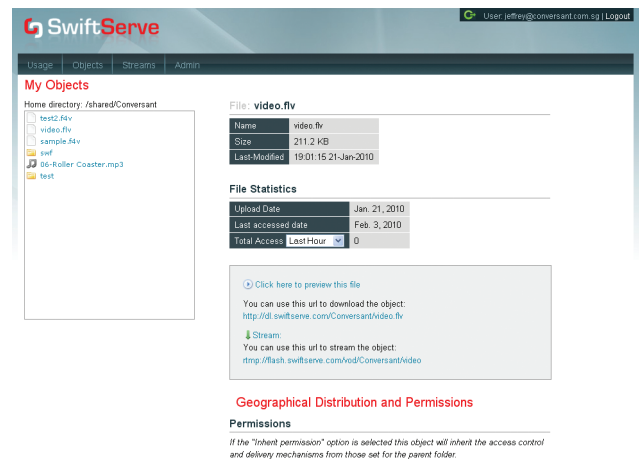 SwiftServe
User: jeffrey@conversant.com.sg | Logout
Usage Objects Streams Admin
My Objects
Home directory: /shared/Conversant
test2.f4v
video.flv
sample.f4v
swf
06-Roller Coaster.mp3
test
File: video.flv
Name video.flv
Size 211.2 KB
Last-Modified 19:01:15 21-Jan-2010
File Statistics
Upload Date Jan. 21, 2010
Last accessed date Feb. 3, 2010
Total Access Last Hour 0
Click here to preview this file
You can use this url to download the object:
http://dl.swiftserve.com/Conversant/video.flv
Stream:
You can use this url to stream the object:
rtmp://flash.swiftserve.com/vod/Conversant/video
Geographical Distribution and Permissions
Permissions
If the "Inherit permission" option is selected this object will inherit the access control
and delivery mechanisms from those set for the parent folder.